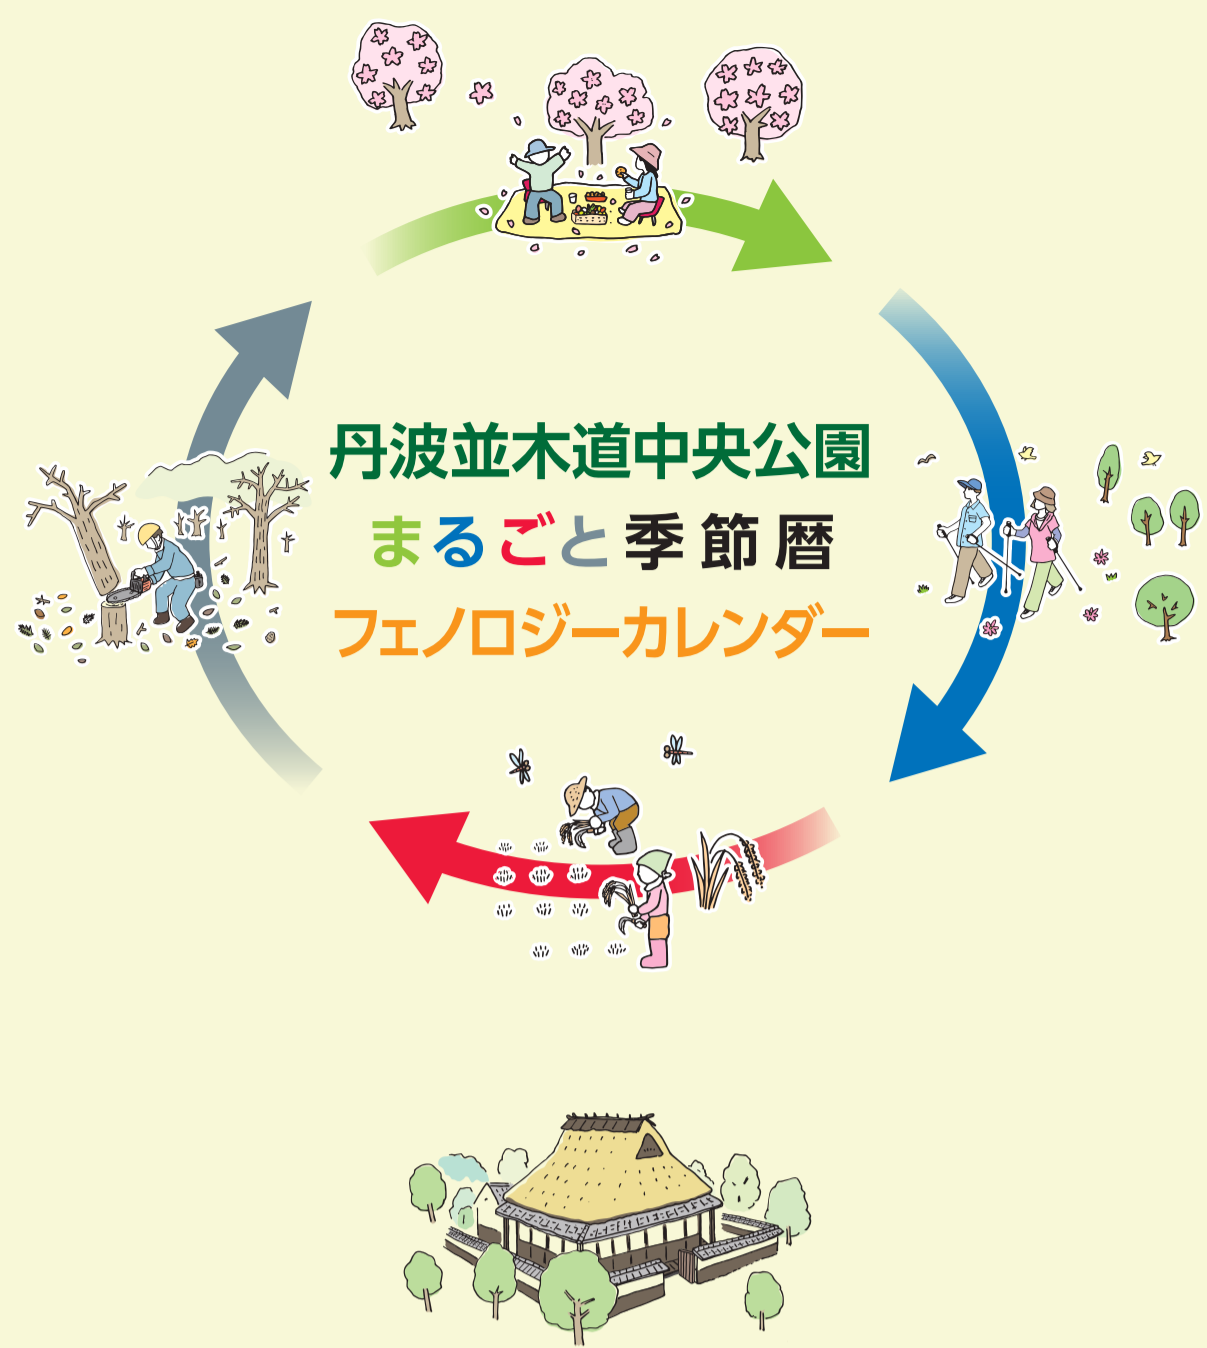 丹波並木道中央公園
まるごと季節暦
フェノロジーカレンダー